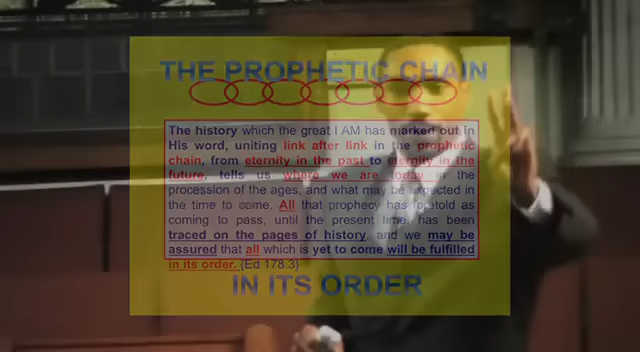 THE PROPHETIC CHAIN
The history which the great I AM has marked out in
His word, uniting link after link in the prophetic
chain, from eternity in the past to eternity in the
future, tells us where we are today in the
procession of the ages, and what may be expected in
the time to come. All that prophecy has foretold as
coming to pass, until the present time, has been
traced on the pages of history, and we may be
assured that all which is yet to come will be fulfilled
in its order. {Ed 178.3}
IN ITS ORDER